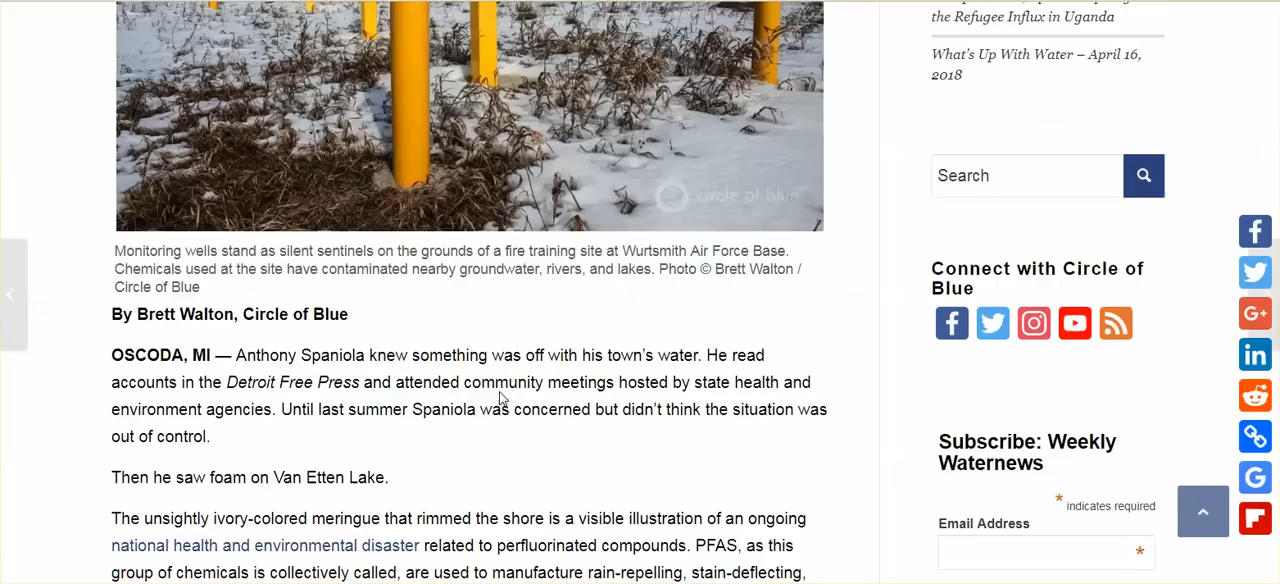 the Refugee Influx in Uganda
What's Up With Water – April 16,
2018
Search
circle of blue
Monitoring wells stand as silent sentinels on the grounds of a fire training site at Wurtsmith Air Force Base.
Chemicals used at the site have contaminated nearby groundwater, rivers, and lakes. Photo © Brett Walton /
Circle of Blue
By Brett Walton, Circle of Blue
OSCODA, MI — Anthony Spaniola knew something was off with his town's water. He read
accounts in the Detroit Free Press and attended community meetings hosted by state health and
environment agencies. Until last summer Spaniola was concerned but didn't think the situation was
out of control.
Then he saw foam on Van Etten Lake.
The unsightly ivory-colored meringue that rimmed the shore is a visible illustration of an ongoing
national health and environmental disaster related to perfluorinated compounds. PFAS, as this
group of chemicals is collectively called, are used to manufacture rain-repelling, stain-deflecting,
Connect with Circle of
Blue
Subscribe: Weekly
Waternews
* indicates required
Email Address
*